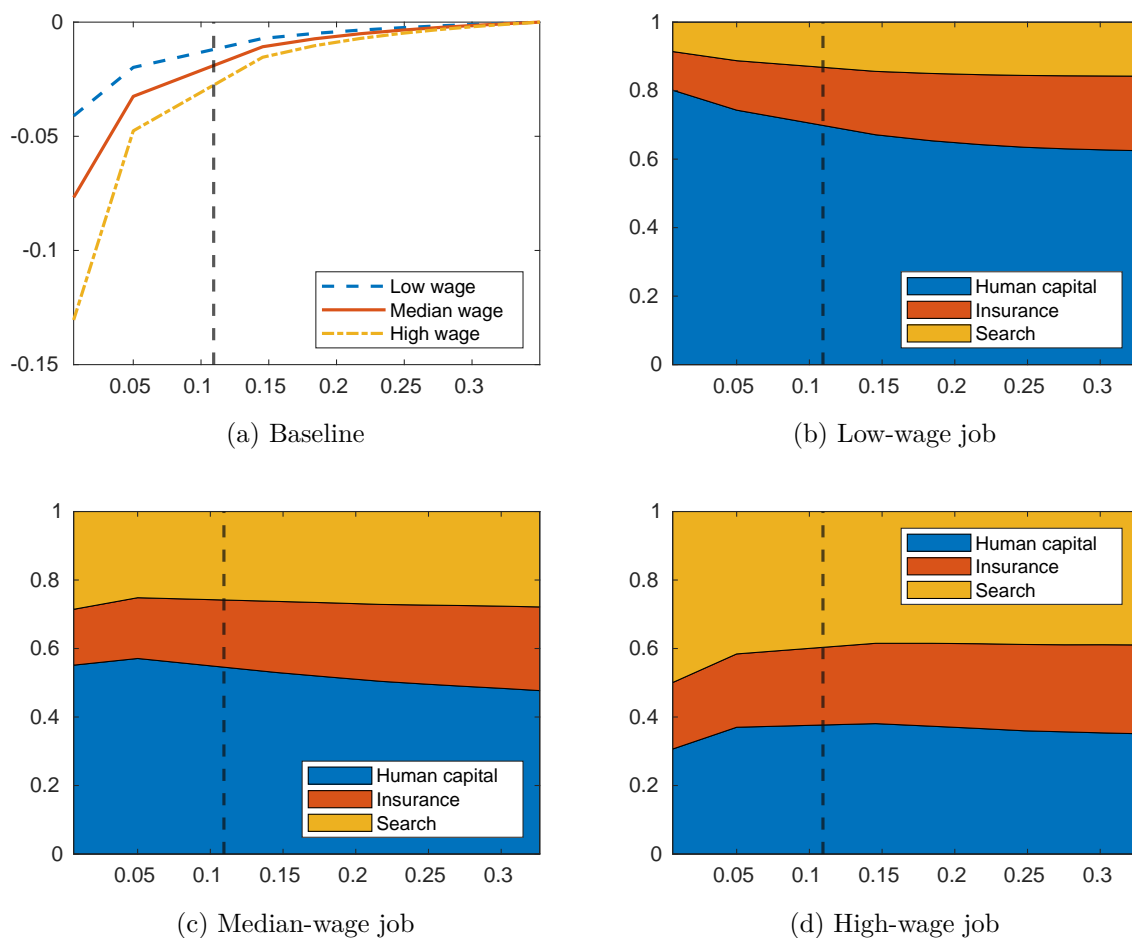 0
-0.05
-0.1
-0.15
0.05 0.1 0.15 0.2 0.25 0.3
Low wage
Median wage
High wage
(a) Baseline
1
0.8
0.6
0.4
0.2
0
0.05 0.1 0.15 0.2 0.25 0.3
Human capital
Insurance
Search
(b) Low-wage job
1
0.8
0.6
0.4
0.2
0
0.05 0.1 0.15 0.2 0.25 0.3
Human capital
Insurance
Search
(c) Median-wage job
1
0.8
0.6
0.4
0.2
0
0.05 0.1 0.15 0.2 0.25 0.3
Human capital
Insurance
Search
(d) High-wage job